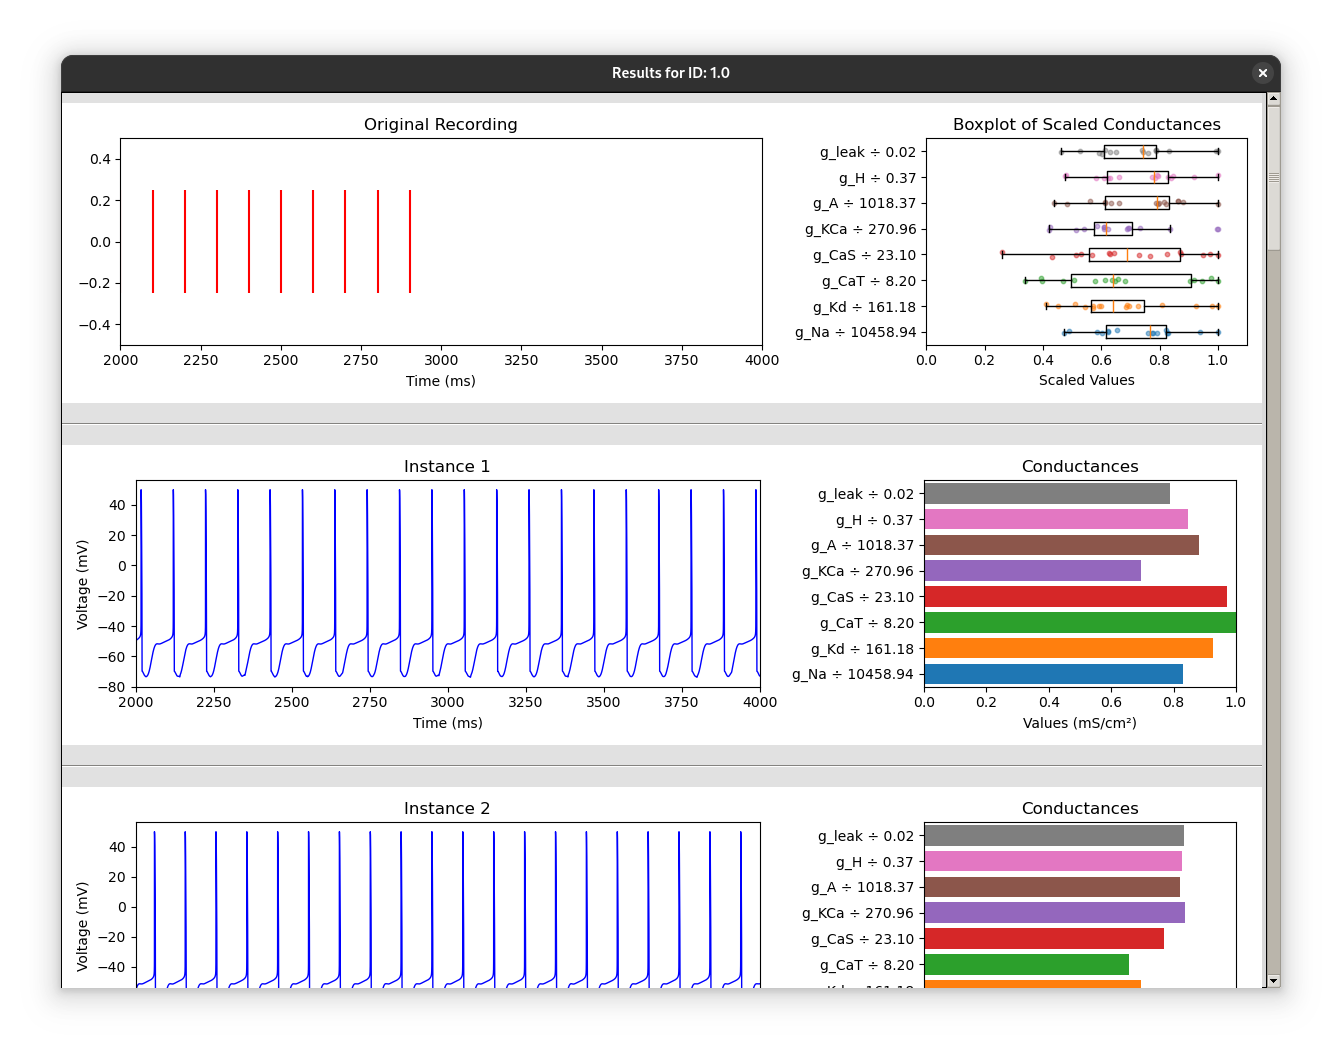 Results for ID: 1.0
Original Recording
0.4
0.2
0.0
−0.2
−0.4
2000 2250 2500 2750 3000 3250 3500 3750 4000
Time (ms)
Boxplot of Scaled Conductances
g_leak ÷ 0.02
g_H ÷ 0.37
g_A ÷ 1018.37
g_KCa ÷ 270.96
g_CaS ÷ 23.10
g_CaT ÷ 8.20
g_Kd ÷ 161.18
g_Na ÷ 10458.94
0.0 0.2 0.4 0.6 0.8 1.0
Scaled Values
Instance 1
Voltage (mV)
40
20
0
−20
−40
−60
−80
2000 2250 2500 2750 3000 3250 3500 3750 4000
Time (ms)
Conductances
g_leak ÷ 0.02
g_H ÷ 0.37
g_A ÷ 1018.37
g_KCa ÷ 270.96
g_CaS ÷ 23.10
g_CaT ÷ 8.20
g_Kd ÷ 161.18
g_Na ÷ 10458.94
0.0 0.2 0.4 0.6 0.8 1.0
Values (mS/cm²)
Instance 2
Voltage (mV)
40
20
0
−20
−40
Conductances
g_leak ÷ 0.02
g_H ÷ 0.37
g_A ÷ 1018.37
g_KCa ÷ 270.96
g_CaS ÷ 23.10
g_CaT ÷ 8.20
g_Kd ÷ 161.18